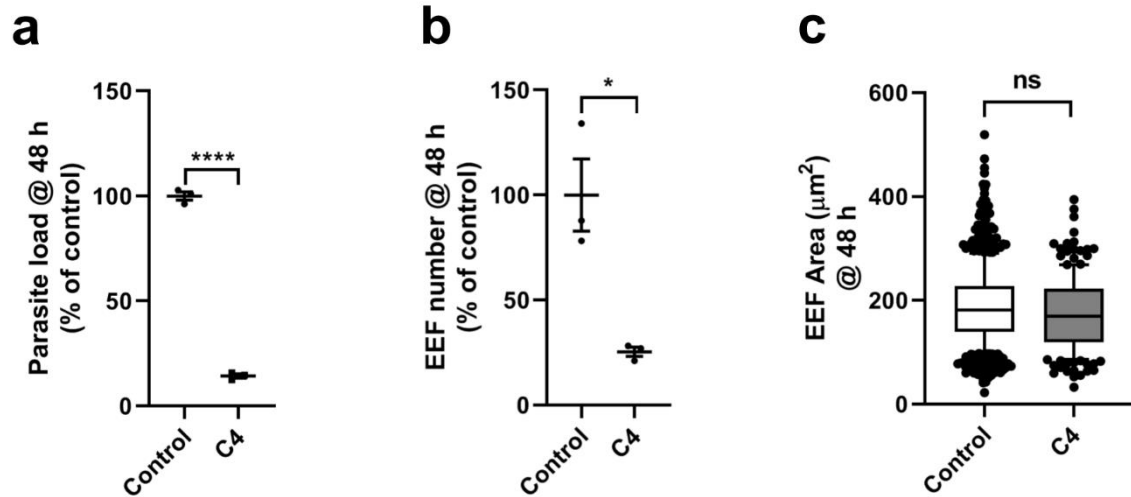 a
Parasite load @ 48 h
(% of control)
150
100
50
0
****
Control
C4
b
EEF number @ 48 h
(% of control)
150
100
50
0
*
Control
C4
c
EEF Area (μm²)
@ 48 h
600
400
200
0
ns
Control
C4